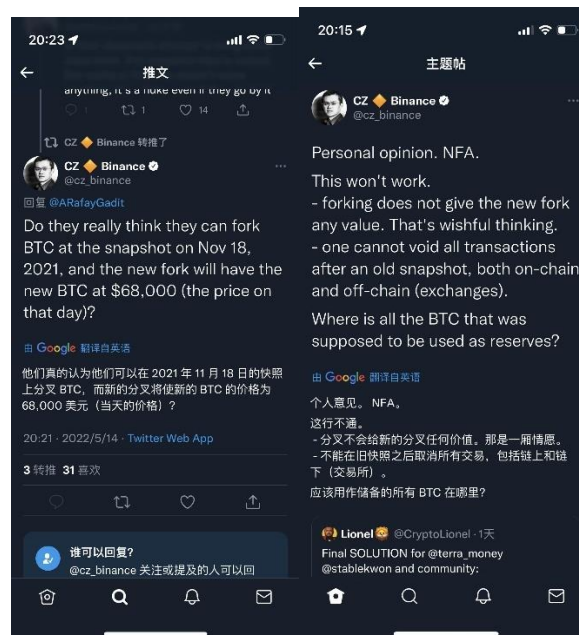 20:23
推文
anything, it's a nuke even if they go by it
1
1
14
CZ Binance 转推了
CZ Binance
@cz_binance
回复 @ARafayGadit
Do they really think they can fork
BTC at the snapshot on Nov 18,
2021, and the new fork will have the
new BTC at $68,000 (the price on
that day)?
由 Google 翻译自英语
他们真的认为他们可以在 2021 年 11 月 18 日的快照
上分叉 BTC,而新的分叉将使新的 BTC 的价格为
68,000 美元(当天的价格)?
20:21 · 2022/5/14 · Twitter Web App
3 转推 31 喜欢
谁可以回复?
@cz_binance 关注或提及的人可以回
20:15
主题帖
CZ Binance
@cz_binance
Personal opinion. NFA.
This won't work.
- forking does not give the new fork
any value. That's wishful thinking.
- one cannot void all transactions
after an old snapshot, both on-chain
and off-chain (exchanges).
Where is all the BTC that was
supposed to be used as reserves?
由 Google 翻译自英语
个人意见。 NFA。
这行不通。
- 分叉不会给新的分叉任何价值。那是一厢情愿。
- 不能在旧快照之后取消所有交易,包括链上和链
下(交易所)。
应该用作储备的所有 BTC 在哪里?
Lionel @CryptoLionel · 1天
Final SOLUTION for @terra_money
@stablekwon and community: